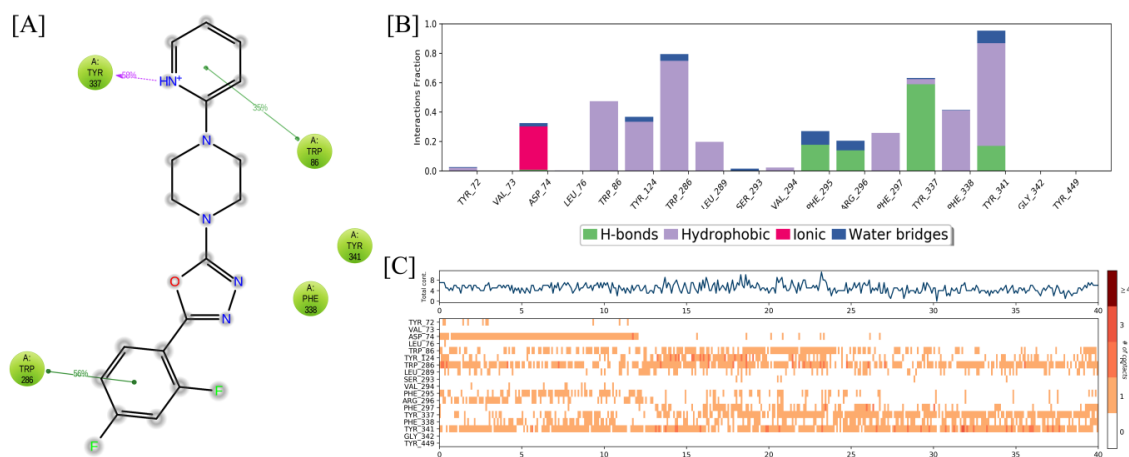 [A]
A:
TYR
337
68%
HN⁺
35%
A:
TRP
86
N
N
A:
TYR
341
O
N
N
A:
PHE
338
A:
TRP
286
56%
F
F
[B]
Interactions Fraction
1.0
0.8
0.6
0.4
0.2
0.0
TYR_72
VAL_73
ASP_74
LEU_76
TRP_86
TYR_124
TRP_286
LEU_289
SER_293
VAL_294
PHE_295
ARG_296
PHE_297
TYR_337
PHE_338
TYR_341
GLY_342
TYR_449
H-bonds Hydrophobic Ionic Water bridges
[C]
Total cont.
8
4
0
0 5 10 15 20 25 30 35 40
TYR_72
VAL_73
ASP_74
LEU_76
TRP_86
TYR_124
TRP_286
LEU_289
SER_293
VAL_294
PHE_295
ARG_296
PHE_297
TYR_337
PHE_338
TYR_341
GLY_342
TYR_449
0 5 10 15 20 25 30 35 40
3
2
1
0